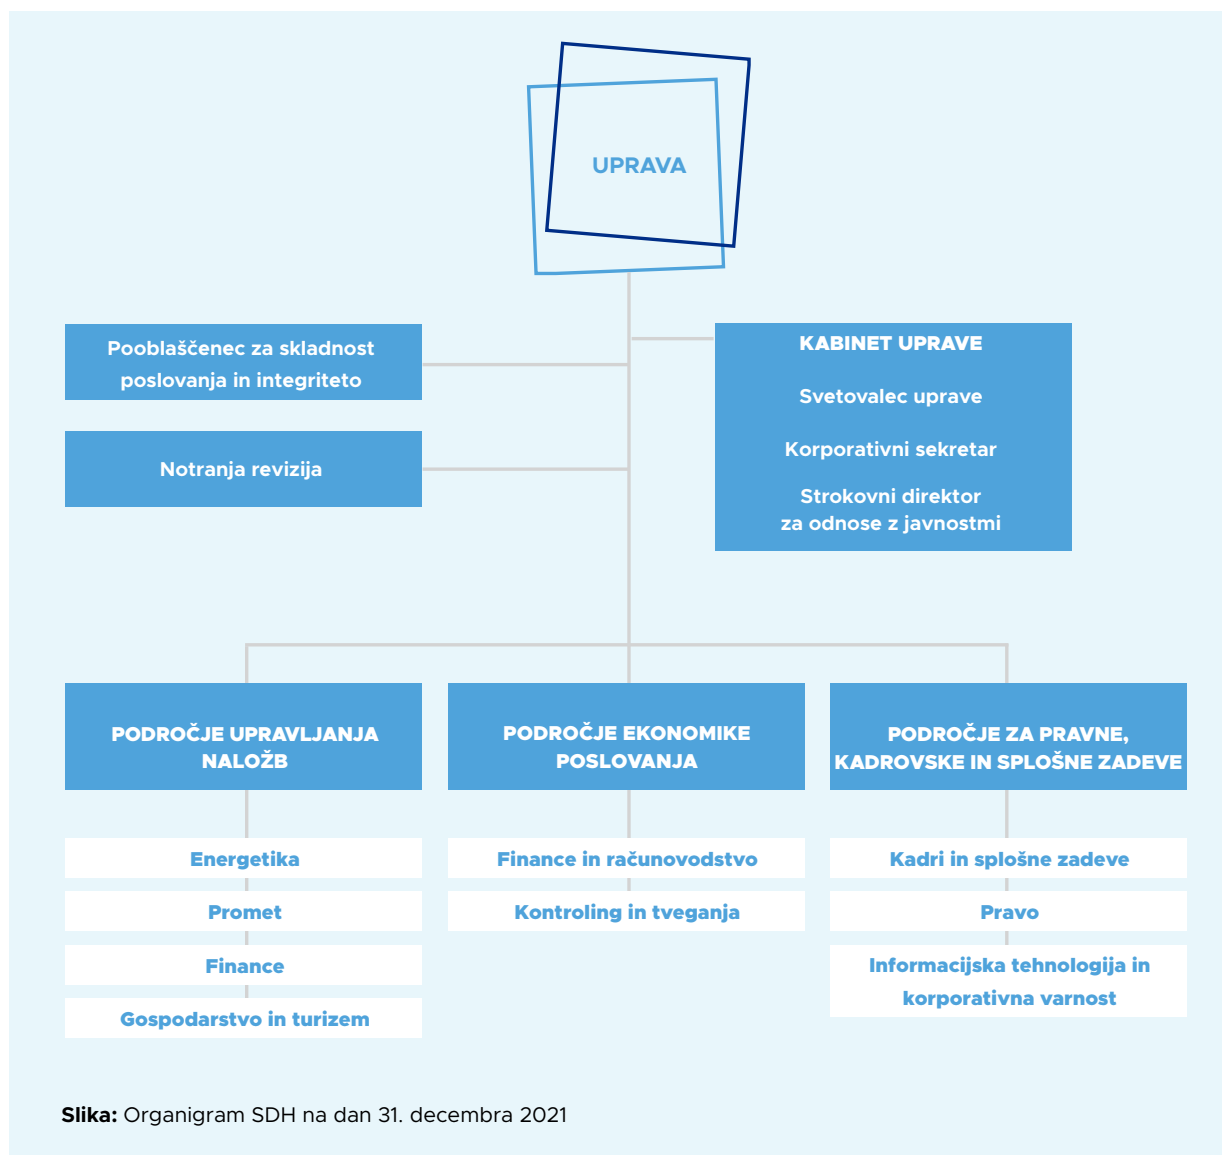 UPRAVA
Pooblaščenec za skladnost
poslovanja in integriteto
Notranja revizija
KABINET UPRAVE
Svetovalec uprave
Korporativni sekretar
Strokovni direktor
za odnose z javnostmi
PODROČJE UPRAVLJANJA
NALOŽB
Energetika
Promet
Finance
Gospodarstvo in turizem
PODROČJE EKONOMIKE
POSLOVANJA
Finance in računovodstvo
Kontroling in tveganja
PODROČJE ZA PRAVNE,
KADROVSKE IN SPLOŠNE ZADEVE
Kadri in splošne zadeve
Pravo
Informacijska tehnologija in
korporativna varnost
Slika: Organigram SDH na dan 31. decembra 2021